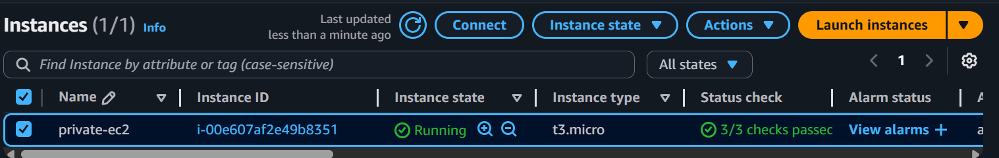 Instances (1/1) Info
Last updated
less than a minute ago
Connect
Instance state
Actions
Launch instances
Find Instance by attribute or tag (case-sensitive)
All states
1
Name Instance ID Instance state Instance type Status check Alarm status A
private-ec2 i-00e607af2e49b8351 Running t3.micro 3/3 checks passed View alarms + a